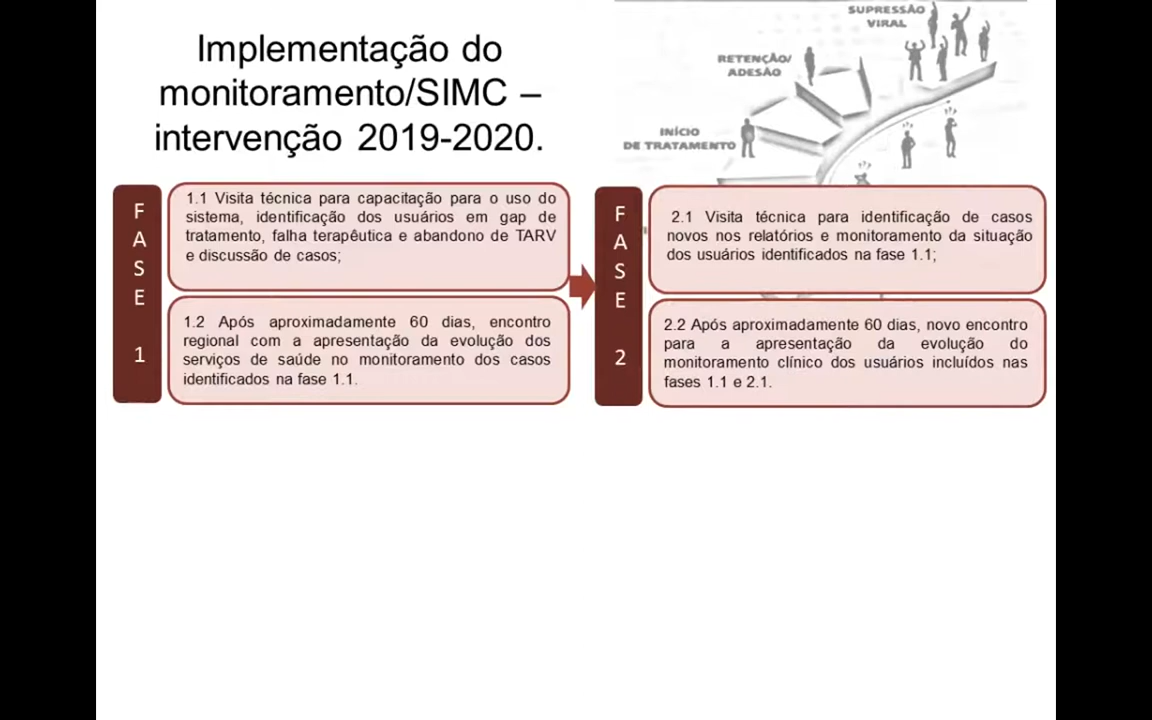 Implementação do
monitoramento/SIMC –
intervenção 2019-2020.
SUPRESSÃO
VIRAL
RETENÇÃO/
ADESÃO
INÍCIO
DE TRATAMENTO
F
A
S
E
1
1.1 Visita técnica para capacitação para o uso do
sistema, identificação dos usuários em gap de
tratamento, falha terapêutica e abandono de TARV
e discussão de casos;
1.2 Após aproximadamente 60 dias, encontro
regional com a apresentação da evolução dos
serviços de saúde no monitoramento dos casos
identificados na fase 1.1.
F
A
S
E
2
2.1 Visita técnica para identificação de casos
novos nos relatórios e monitoramento da situação
dos usuários identificados na fase 1.1;
2.2 Após aproximadamente 60 dias, novo encontro
para a apresentação da evolução do
monitoramento clínico dos usuários incluídos nas
fases 1.1 e 2.1.